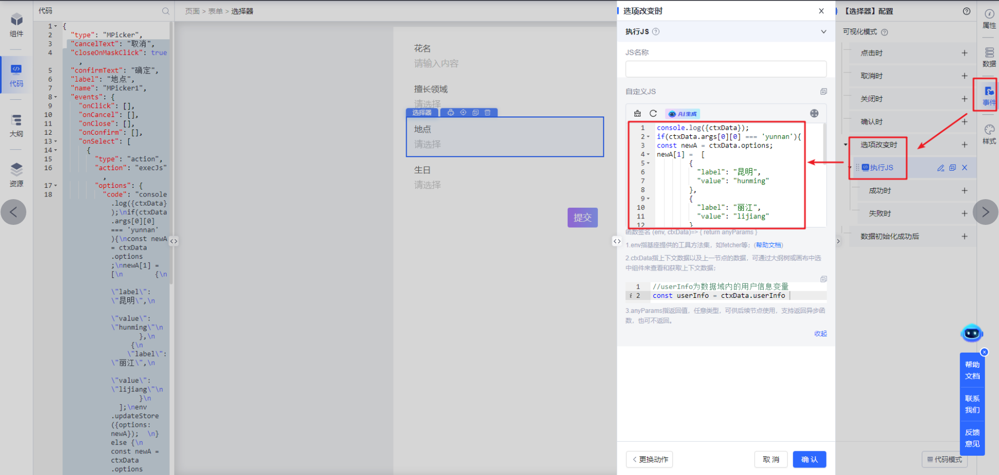 组件
代码
大纲
资源
代码
1
{
2
"type": "MPicker",
3
"cancelText": "取消",
4
"closeOnMaskClick": true
,
5
"confirmText": "确定",
6
"label": "地点",
7
"name": "MPicker1",
8
"events": {
9
"onClick": [],
10
"onCancel": [],
11
"onClose": [],
12
"onConfirm": [],
13
"onSelect": [
14
{
15
"type": "action",
16
"action": "execJs"
,
17
"options": {
18
"code": "console
.log({ctxData}
);\nif(ctxData
.args[0][0]
=== 'yunnan'
){\nconst newA
= ctxData
.options
;\nnewA[1] =
[\n {\n
\"label\":
\"昆明\",\n
\"value\":
\"hunming\"\n
},\n
{\n
\"label\":
\"丽江\",\n
\"value\":
\"lijiang\"\n
}\n
];\nenv
.updateStore
({options:
newA}); \n}
else {\n
const newA =
ctxData
.options
页面 > 表单 > 选择器
花名
请输入内容
擅长领域
请选择
选择器
地点
请选择
生日
请选择
提交
选项改变时
执行JS
JS名称
自定义JS
AI生成
1 console.log({ctxData});
2 if(ctxData.args[0][0] === 'yunnan'){
3 const newA = ctxData.options;
4 newA[1] = [
5 {
6 "label": "昆明",
7 "value": "hunming"
8 },
9 {
10 "label": "丽江",
11 "value": "lijiang"
12 }
函数签名 (env, ctxData)=> { return anyParams }
1.env指基座提供的工具方法集，如fetcher等；(帮助文档)
2.ctxData指上下文数据以及上一节点的数据，可通过大纲树或画布中选
中组件来查看和获取上下文数据；
1 //userInfo为数据域内的用户信息变量
i 2 const userInfo = ctxData.userInfo
3.anyParams指返回值，任意类型，可供后续节点使用，支持返回异步函
数，也可不返回。
收起
< 更换动作
取 消
确 认
【选择器】配置
可视化模式
点击时
取消时
关闭时
确认时
选项改变时
执行JS
成功时
失败时
数据初始化成功后
代码模式
属性
数据
事件
样式
帮助
文档
联系
我们
反馈
意见